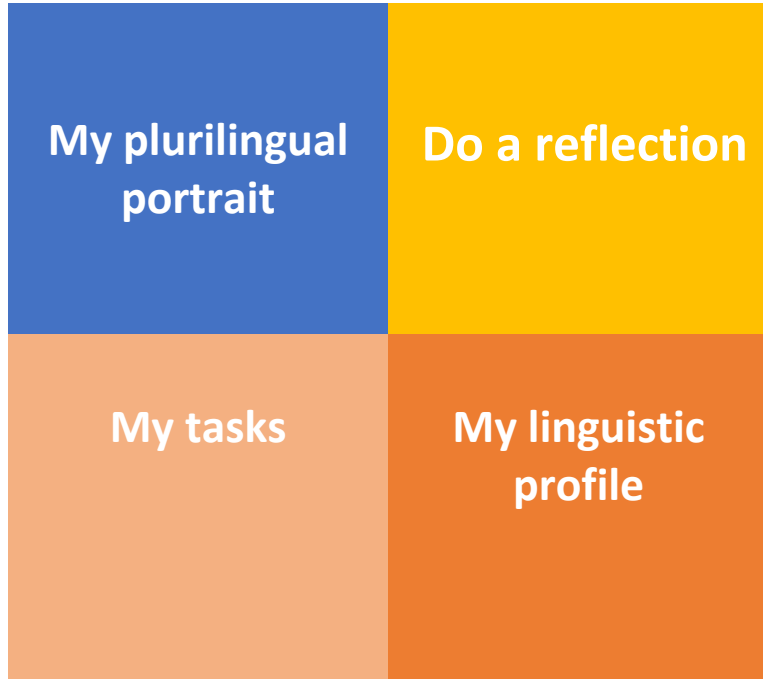 My plurilingual
portrait
Do a reflection
My tasks
My linguistic
profile